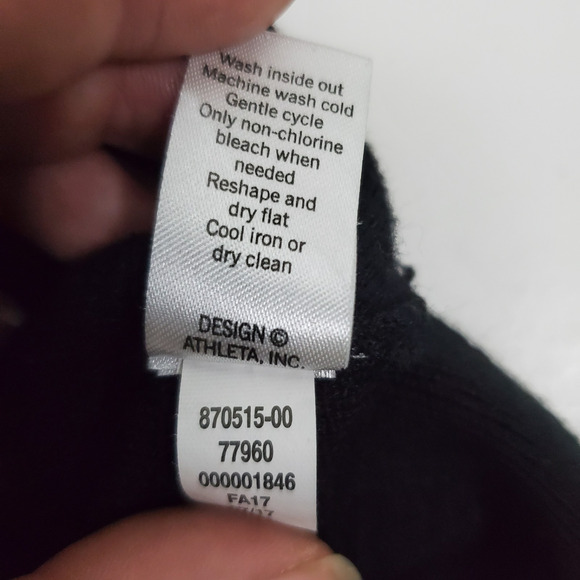 Wash inside out
Machine wash cold
Gentle cycle
Only non-chlorine
bleach when
needed
Reshape and
dry flat
Cool iron or
dry clean
DESIGN ©
ATHLETA, INC.
870515-00
77960
000001846
FA17